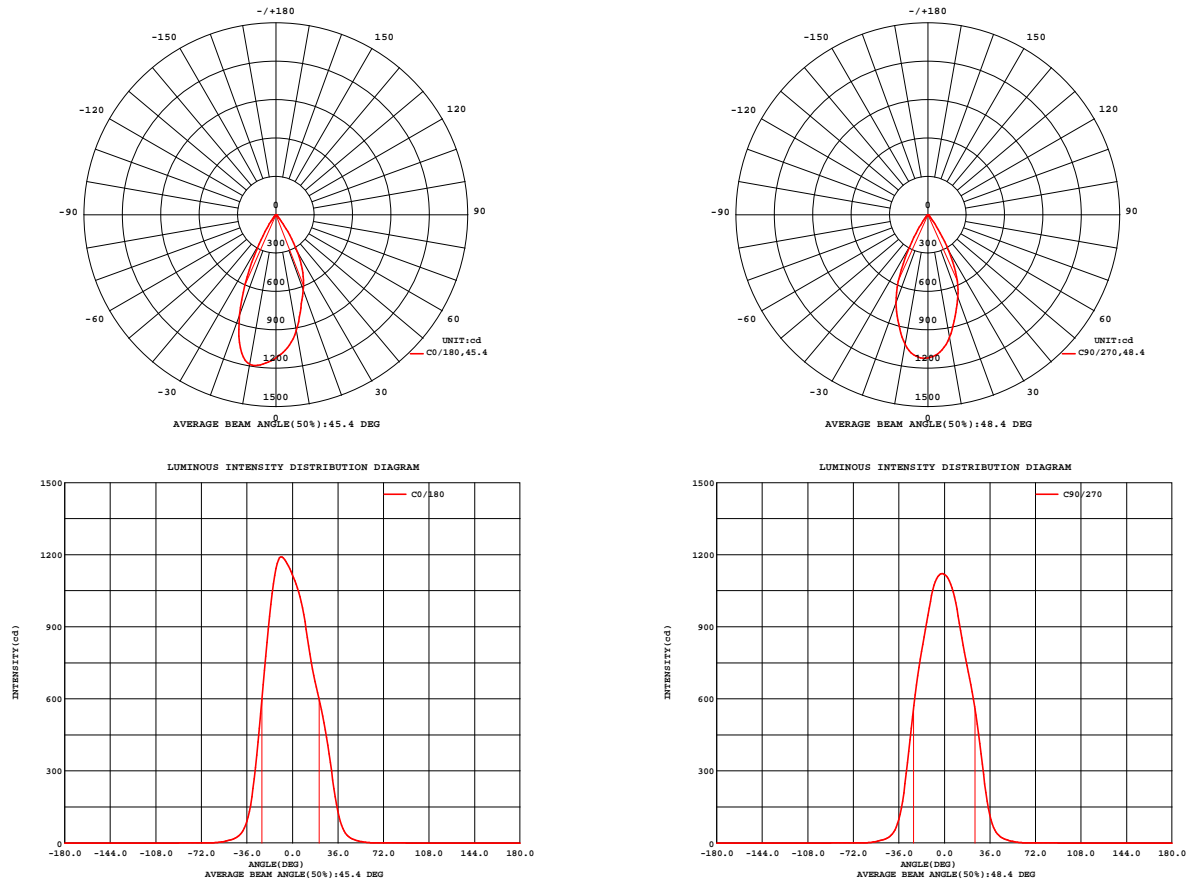 -/+180
-150 150
-120 120
-90 90
0
300
600
-60 60
900
UNIT:cd
C0/180,45.4
1200
-30 30
1500
0
AVERAGE BEAM ANGLE(50%):45.4 DEG
-/+180
-150 150
-120 120
-90 90
0
300
600
-60 60
900
UNIT:cd
C90/270,48.4
1200
-30 30
1500
0
AVERAGE BEAM ANGLE(50%):48.4 DEG
LUMINOUS INTENSITY DISTRIBUTION DIAGRAM
1500
C0/180
1200
900
INTENSITY(cd)
600
300
0
-180.0 -144.0 -108.0 -72.0 -36.0 0.0 36.0 72.0 108.0 144.0 180.0
ANGLE(DEG)
AVERAGE BEAM ANGLE(50%):45.4 DEG
LUMINOUS INTENSITY DISTRIBUTION DIAGRAM
1500
C90/270
1200
900
INTENSITY(cd)
600
300
0
-180.0 -144.0 -108.0 -72.0 -36.0 0.0 36.0 72.0 108.0 144.0 180.0
ANGLE(DEG)
AVERAGE BEAM ANGLE(50%):48.4 DEG